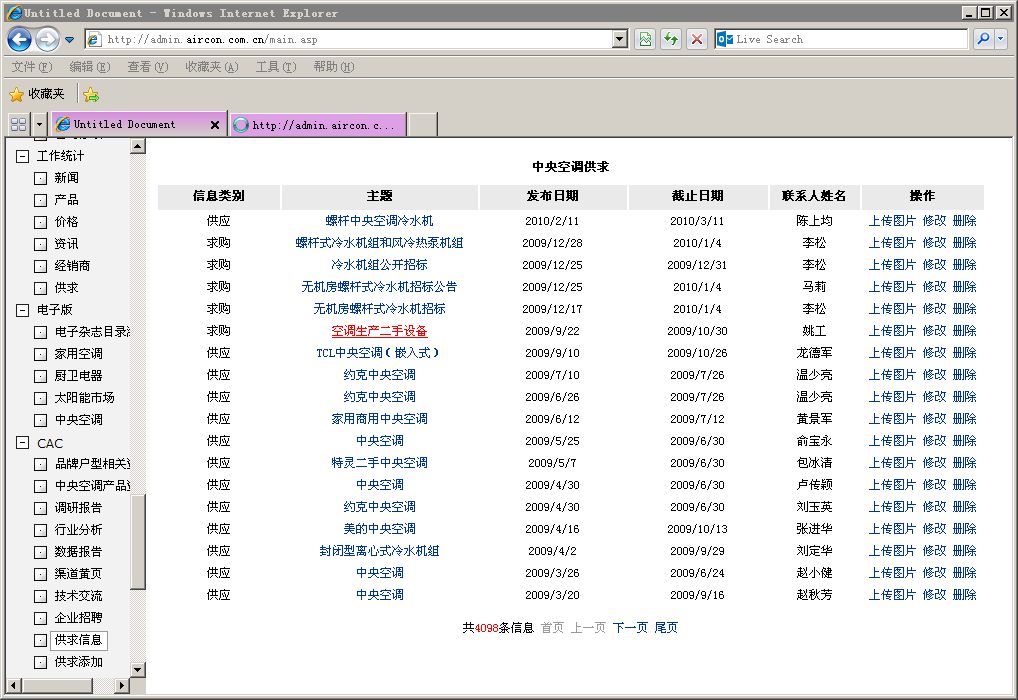 Untitled Document - Windows Internet Explorer
http://admin.aircon.com.cn/main.asp
Live Search
文件(F) 编辑(E) 查看(V) 收藏夹(A) 工具(T) 帮助(H)
收藏夹
Untitled Document
http://admin.aircon.c...
工作统计
新闻
产品
价格
资讯
经销商
供求
电子版
电子杂志目录
家用空调
厨卫电器
太阳能市场
中央空调
CAC
品牌户型相关
中央空调产品
调研报告
行业分析
数据报告
渠道黄页
技术交流
企业招聘
供求信息
供求添加
中央空调供求
信息类别 主题 发布日期 截止日期 联系人姓名 操作
供应 螺杆中央空调冷水机 2010/2/11 2010/3/11 陈上均 上传图片 修改 删除
求购 螺杆式冷水机组和风冷热泵机组 2009/12/28 2010/1/4 李松 上传图片 修改 删除
求购 冷水机组公开招标 2009/12/25 2009/12/31 李松 上传图片 修改 删除
求购 无机房螺杆式冷水机招标公告 2009/12/25 2010/1/4 马莉 上传图片 修改 删除
求购 无机房螺杆式冷水机招标 2009/12/17 2010/1/4 李松 上传图片 修改 删除
求购 空调生产二手设备 2009/9/22 2009/10/30 姚工 上传图片 修改 删除
供应 TCL中央空调（嵌入式） 2009/9/10 2009/10/26 龙德军 上传图片 修改 删除
供应 约克中央空调 2009/7/10 2009/7/26 温少亮 上传图片 修改 删除
供应 约克中央空调 2009/6/26 2009/7/26 温少亮 上传图片 修改 删除
供应 家用商用中央空调 2009/6/12 2009/7/12 黄景军 上传图片 修改 删除
供应 中央空调 2009/5/25 2009/6/30 俞宝永 上传图片 修改 删除
供应 特灵二手中央空调 2009/5/7 2009/6/30 包冰清 上传图片 修改 删除
供应 中央空调 2009/4/30 2009/6/30 卢传颖 上传图片 修改 删除
供应 约克中央空调 2009/4/30 2009/6/30 刘玉英 上传图片 修改 删除
供应 美的中央空调 2009/4/16 2009/10/13 张进华 上传图片 修改 删除
供应 封闭型离心式冷水机组 2009/4/2 2009/9/29 刘定华 上传图片 修改 删除
供应 中央空调 2009/3/26 2009/6/24 赵小健 上传图片 修改 删除
供应 中央空调 2009/3/20 2009/9/16 赵秋芳 上传图片 修改 删除
共4098条信息 首页 上一页 下一页 尾页